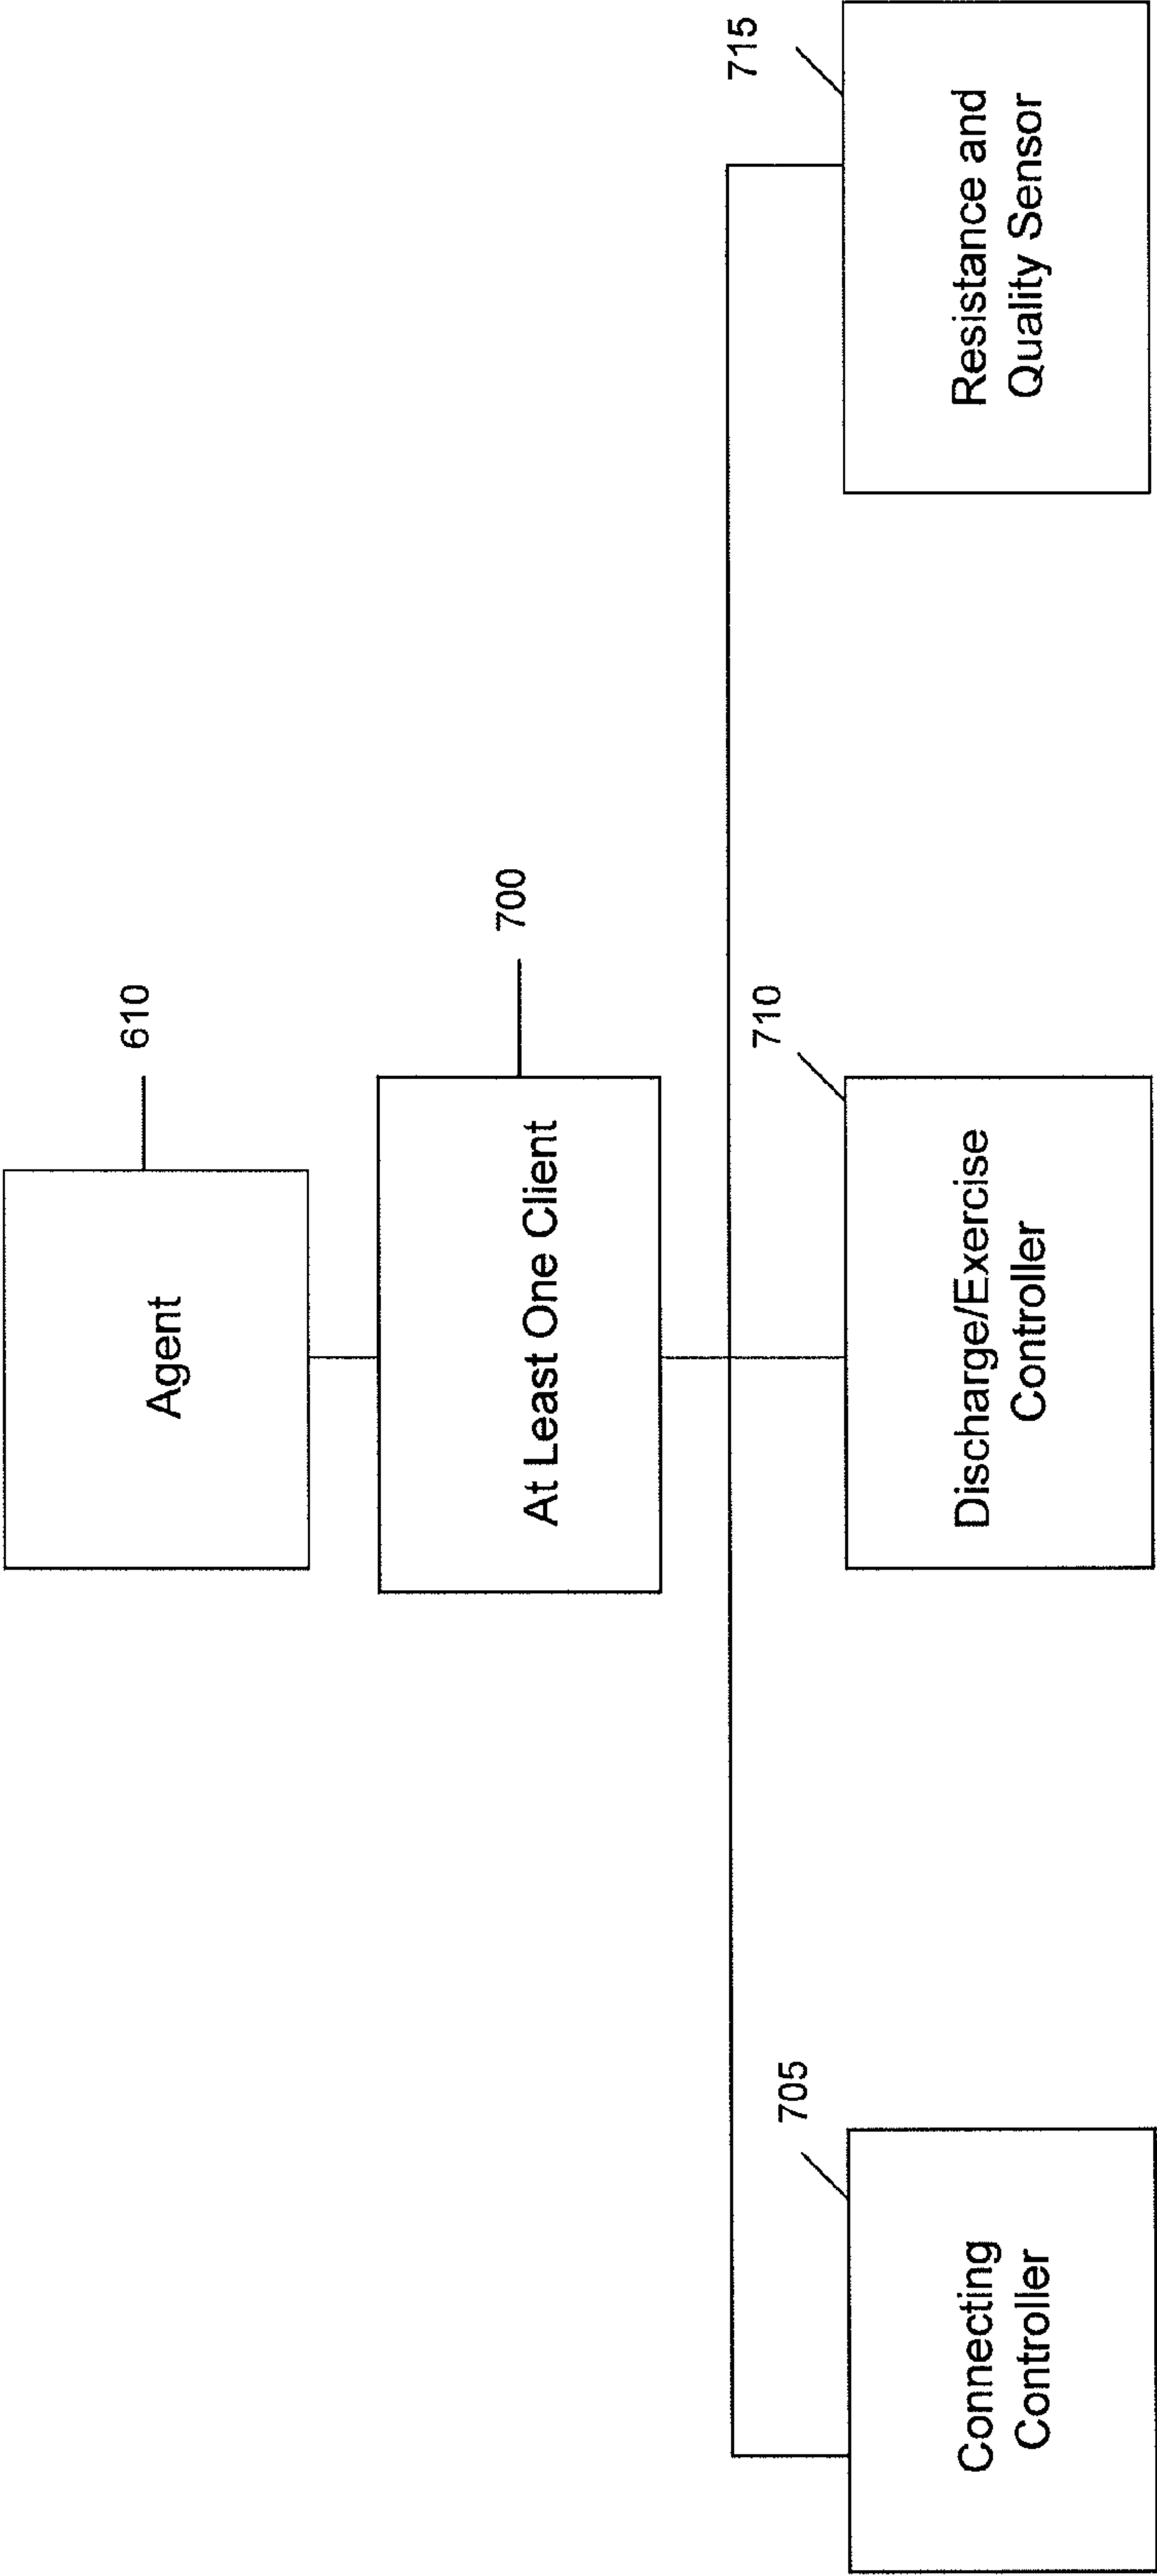 Agent
610
At Least One Client
700
Connecting
Controller
705
Discharge/Exercise
Controller
710
Resistance and
Quality Sensor
715